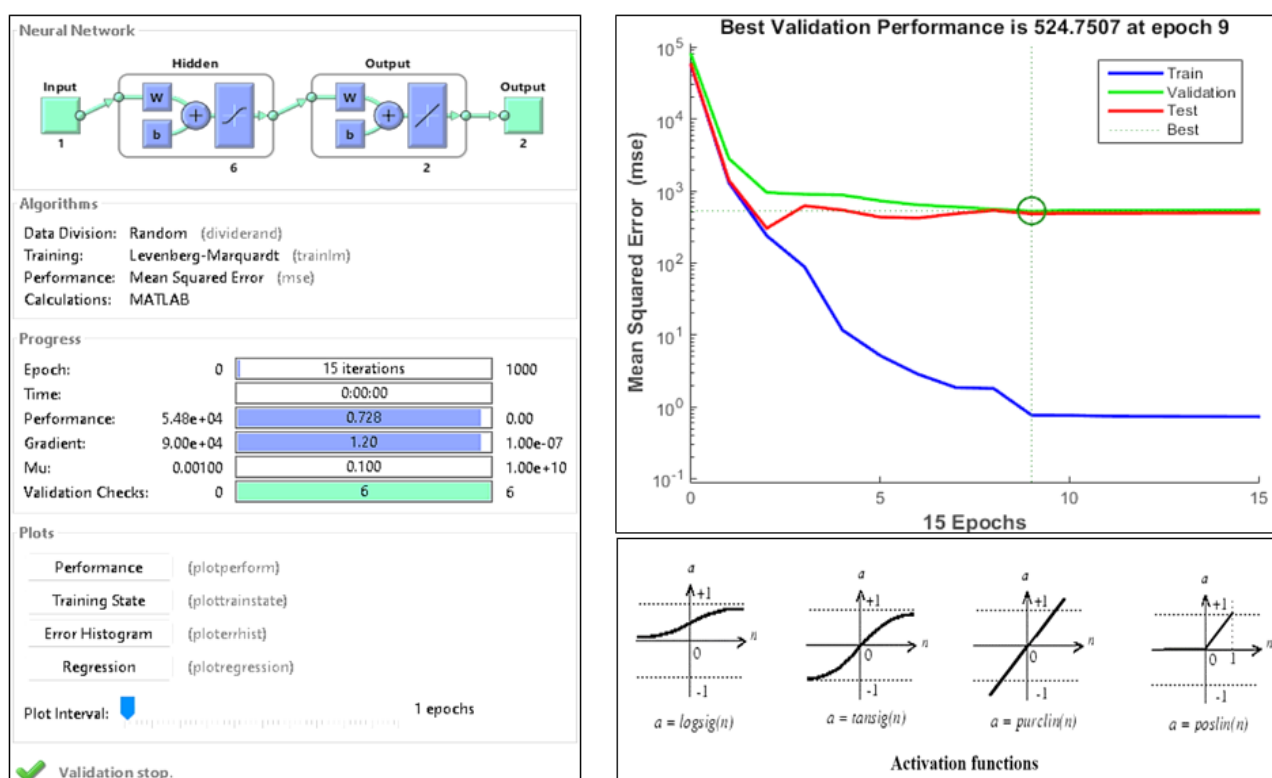 Neural Network
Hidden
Output
Input
Output
W
b
+
W
b
+
1
6
2
2
Algorithms
Data Division: Random (dividerand)
Training: Levenberg-Marquardt (trainlm)
Performance: Mean Squared Error (mse)
Calculations: MATLAB
Progress
Epoch: 0 15 iterations 1000
Time: 0:00:00
Performance: 5.48e+04 0.728 0.00
Gradient: 9.00e+04 1.20 1.00e-07
Mu: 0.00100 0.100 1.00e+10
Validation Checks: 0 6 6
Plots
Performance (plotperform)
Training State (plottrainstate)
Error Histogram (ploterrhist)
Regression (plotregression)
Plot Interval: 1 epochs
Validation stop.
Best Validation Performance is 524.7507 at epoch 9
Mean Squared Error (mse)
10^5
10^4
10^3
10^2
10^1
10^0
10^-1
Train
Validation
Test
Best
0 5 10 15
15 Epochs
a
+1
n
0
-1
a = logsig(n)
a
+1
n
0
-1
a = tansig(n)
a
+1
n
0
-1
a = purelin(n)
a
+1
n
0 1
-1
a = poslin(n)
Activation functions